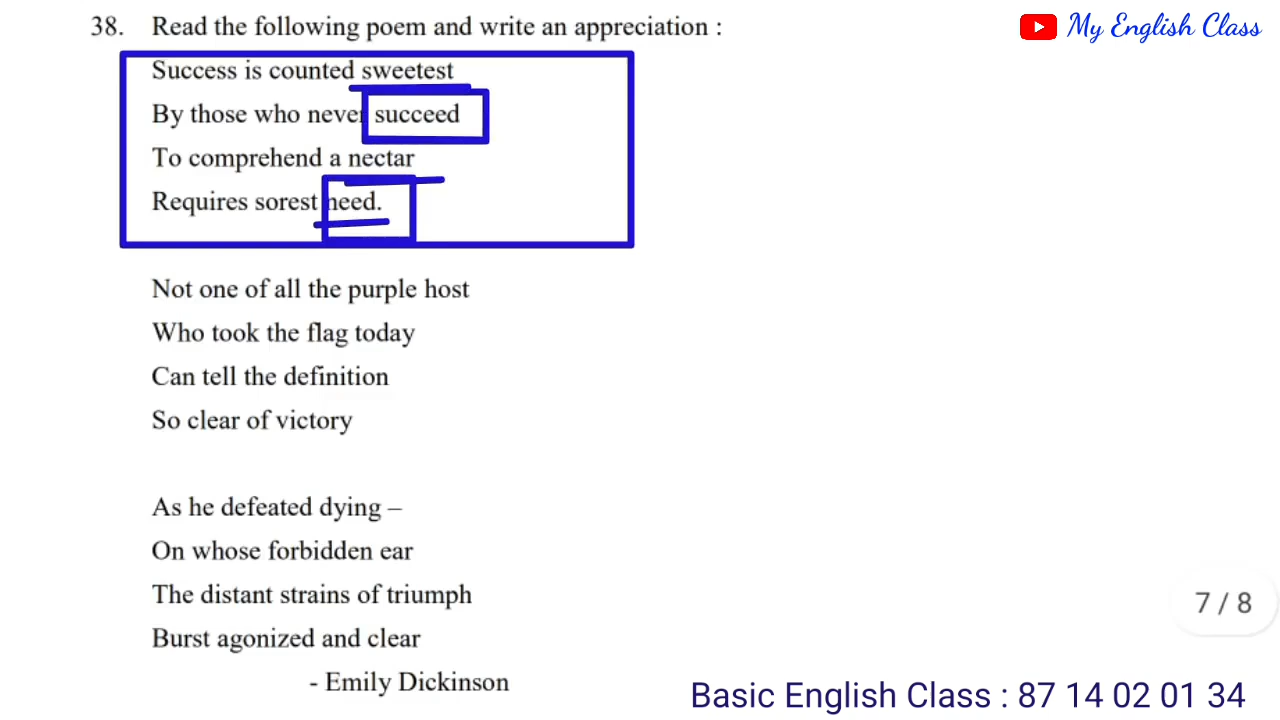 38. Read the following poem and write an appreciation :
My English Class
Success is counted sweetest
By those who never succeed
To comprehend a nectar
Requires sorest need.
Not one of all the purple host
Who took the flag today
Can tell the definition
So clear of victory
As he defeated dying –
On whose forbidden ear
The distant strains of triumph
7 / 8
Burst agonized and clear
- Emily Dickinson
Basic English Class : 87 14 02 01 34